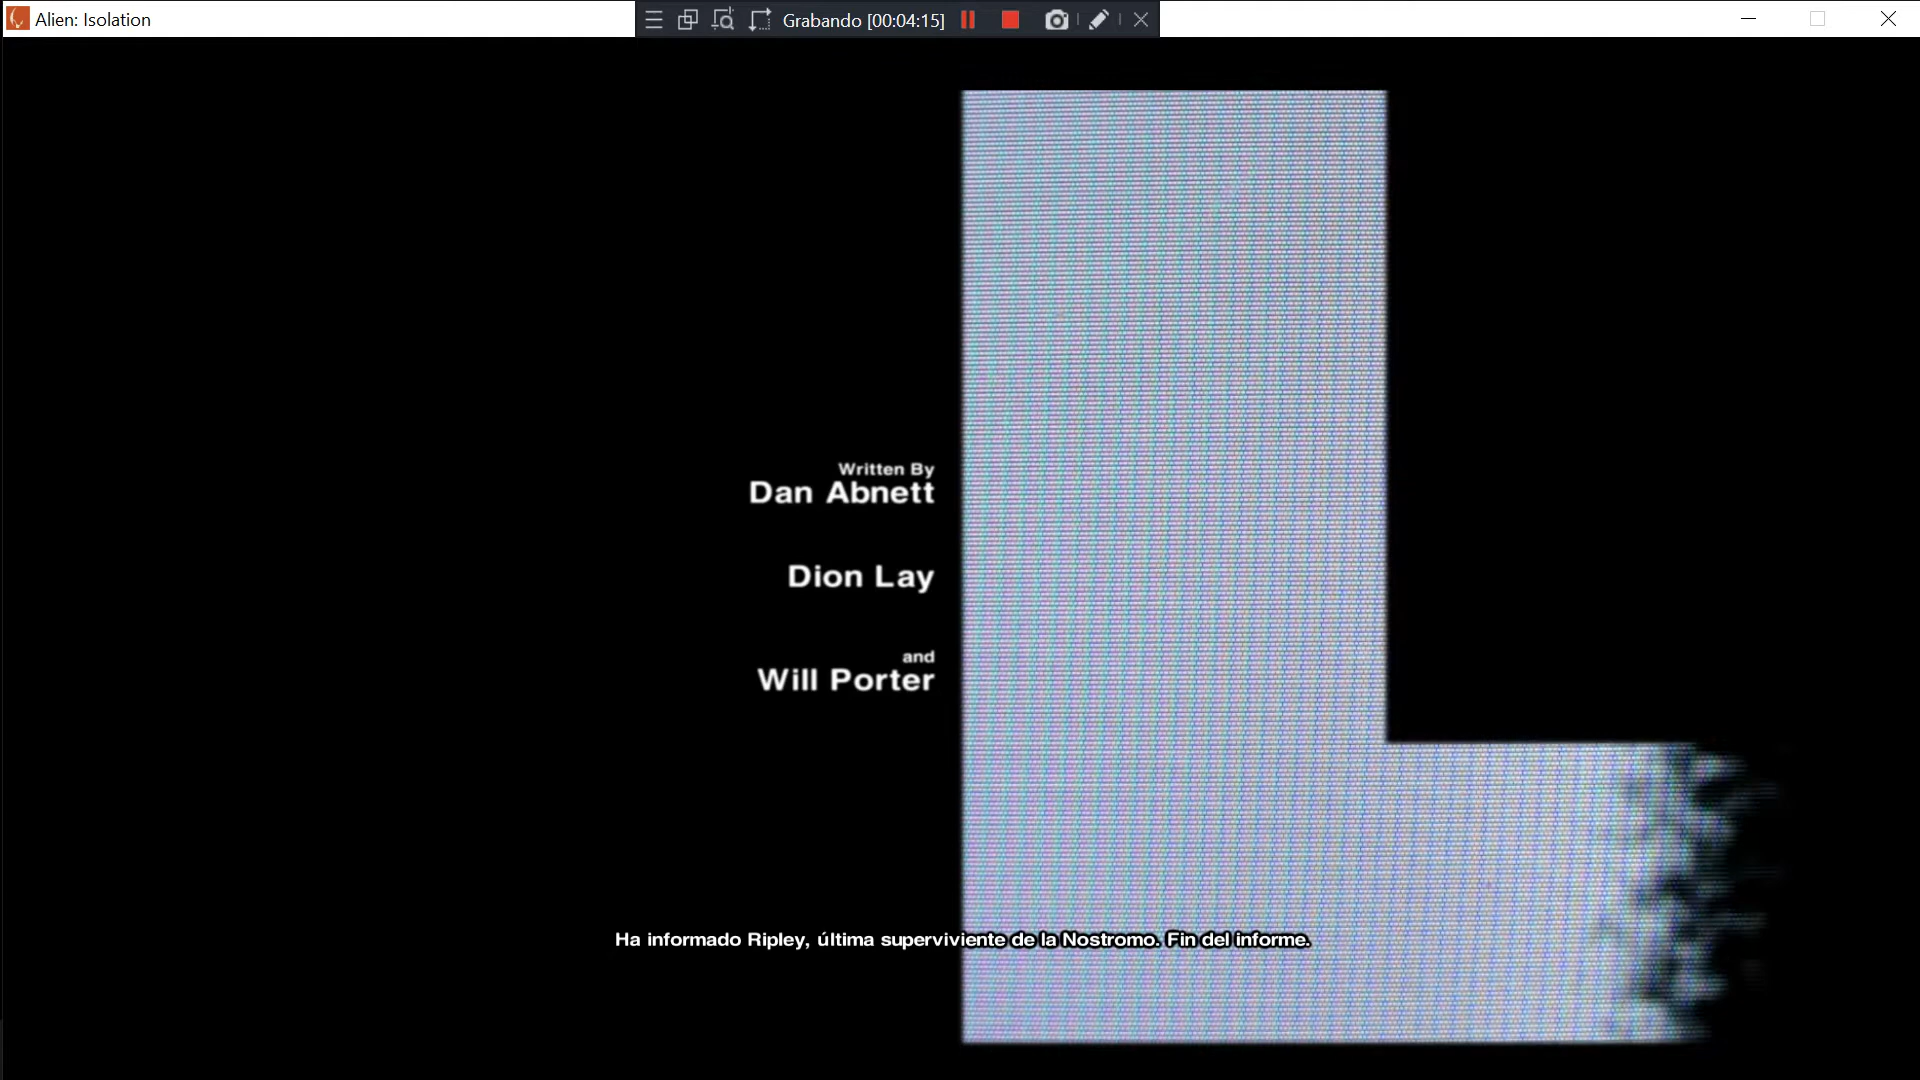 Alien: Isolation
Grabando [00:04:15]
Written By
Dan Abnett
Dion Lay
and
Will Porter
L
Ha informado Ripley, última superviviente de la Nostromo. Fin del informe.